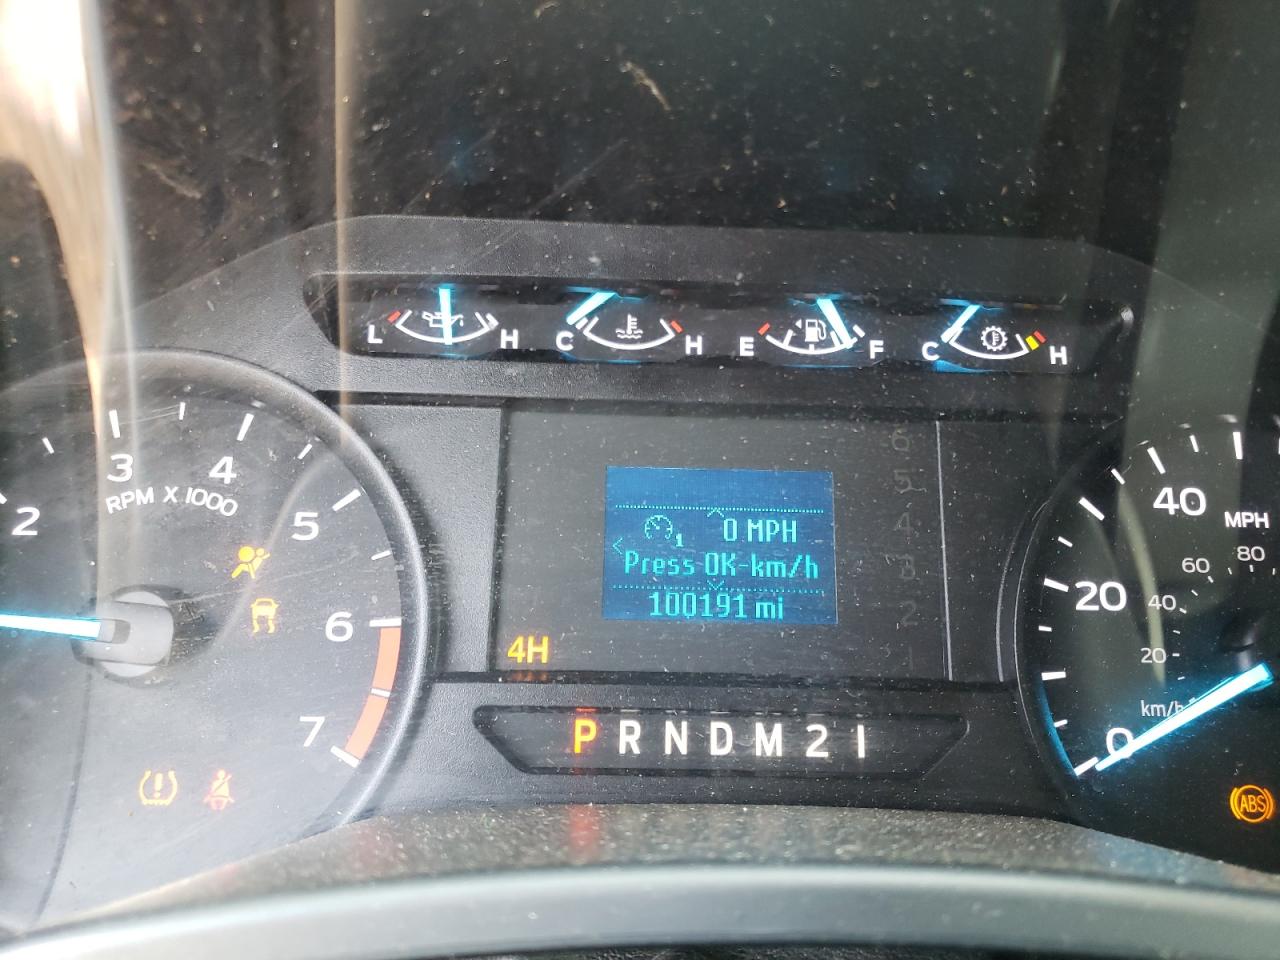 L H C H E F C H
2 3 4 5 6 7
RPM X 1000
0 MPH
Press OK-km/h
100191 mi
4H
6
5
4
3
2
1
P R N D M 2 1
0 20 40
MPH
20 40 60 80
km/h
ABS